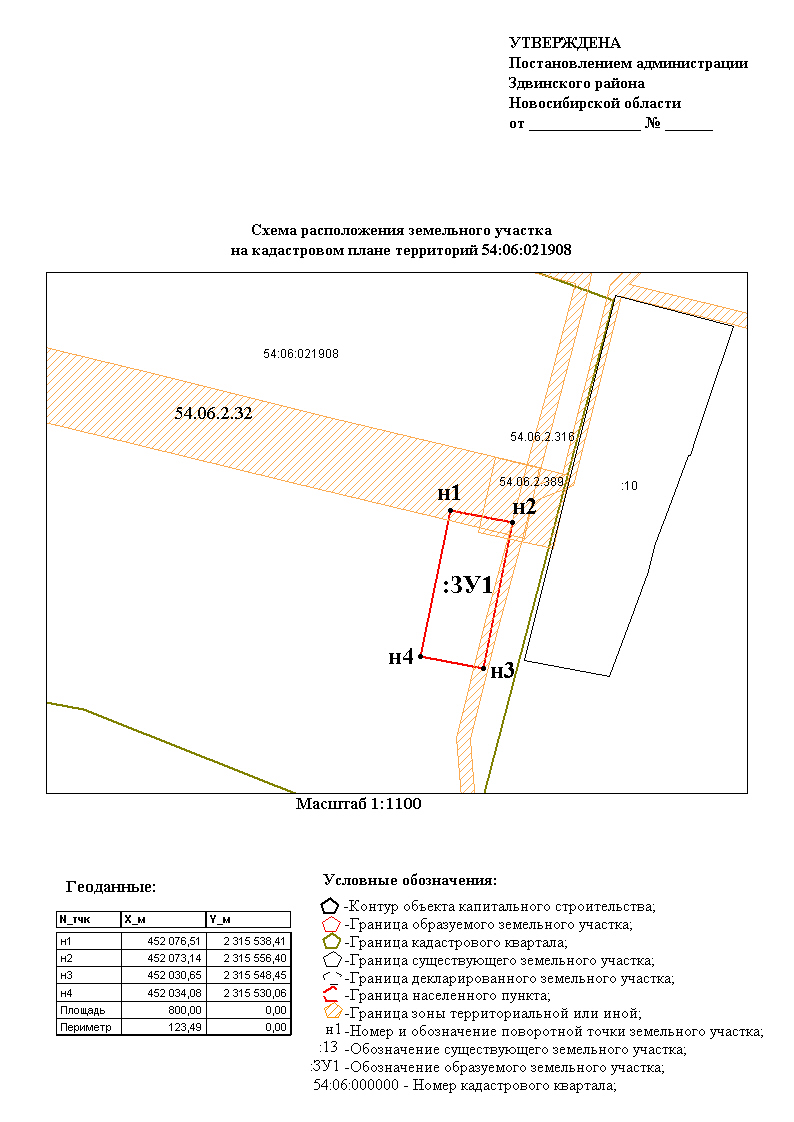 УТВЕРЖДЕНА
Постановлением администрации
Здвинского района
Новосибирской области
от ______________ № ______
Схема расположения земельного участка
на кадастровом плане территорий 54:06:021908
54:06:021908
54.06.2.32
54.06.2.316
54.06.2.389
:10
н1
н2
:ЗУ1
н4
н3
Масштаб 1:1100
Геоданные:
N_тчк X_м Y_м
н1 452 076,51 2 315 538,41
н2 452 073,14 2 315 556,40
н3 452 030,65 2 315 548,45
н4 452 034,08 2 315 530,06
Площадь 800,00 0,00
Периметр 123,49 0,00
Условные обозначения:
-Контур объекта капитального строительства;
-Граница образуемого земельного участка;
-Граница кадастрового квартала;
-Граница существующего земельного участка;
-Граница декларированного земельного участка;
-Граница населенного пункта;
-Граница зоны территориальной или иной;
н1 -Номер и обозначение поворотной точки земельного участка;
:13 -Обозначение существующего земельного участка;
:ЗУ1 -Обозначение образуемого земельного участка;
54:06:000000 - Номер кадастрового квартала;